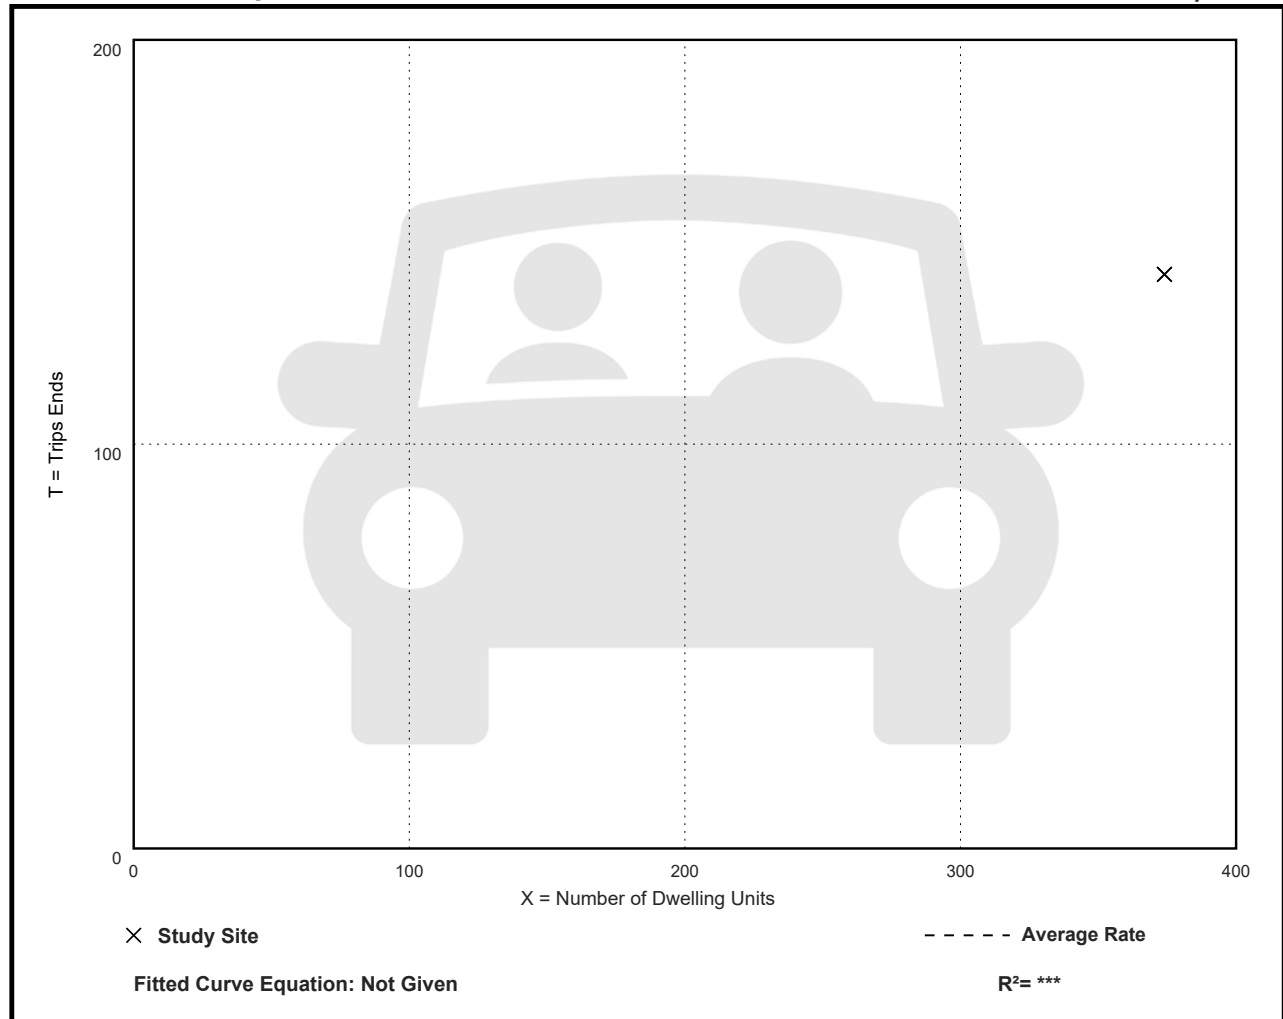 200
100
0
T = Trips Ends
0 100 200 300 400
X = Number of Dwelling Units
Study Site
Average Rate
Fitted Curve Equation: Not Given
R²= ***